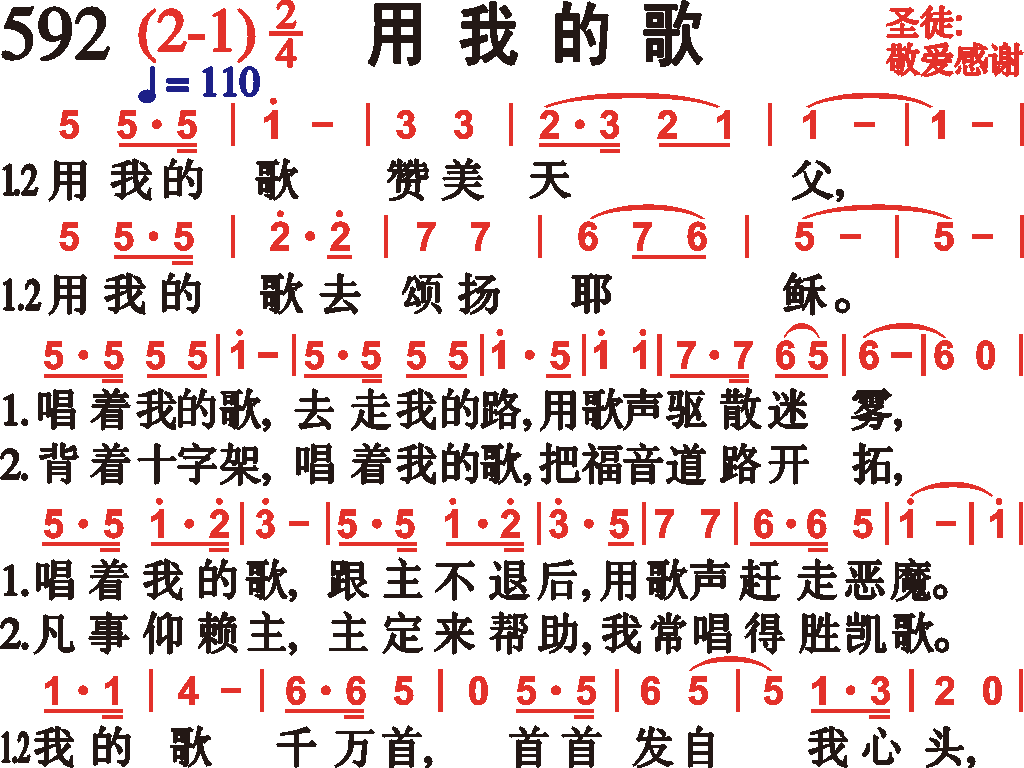 592 (2-1) 2/4 用我的歌 圣徒:
敬爱感谢
♩= 110
5 5·5 | i - | 3 3 | 2·3 2 1 | 1 - | 1 - |
1.2 用我的 歌 赞美 天 父,
5 5·5 | 2̇·2̇ | 7 7 | 6 7 6 | 5 - | 5 - |
1.2 用我的 歌去 颂扬 耶 稣。
5·5 5 5 | i - | 5·5 5 5 | i·5 | i i | 7·7 6 5 | 6 - | 6 0 |
1. 唱着我的歌, 去走我的路, 用歌声驱散迷 雾,
2. 背着十字架, 唱着我的歌, 把福音道路开 拓,
5·5 i·2̇ | 3̇ - | 5·5 i·2̇ | 3̇·5 | 7 7 | 6·6 5 | i - | i
1. 唱着我的歌, 跟主不退后, 用歌声赶走恶魔。
2. 凡事仰赖主, 主定来帮助, 我常唱得胜凯歌。
1·1 | 4 - | 6·6 5 | 0 5·5 | 6 5 | 5 1·3 | 2 0 |
1.2 我的 歌 千万首, 首首 发自 我心 头,